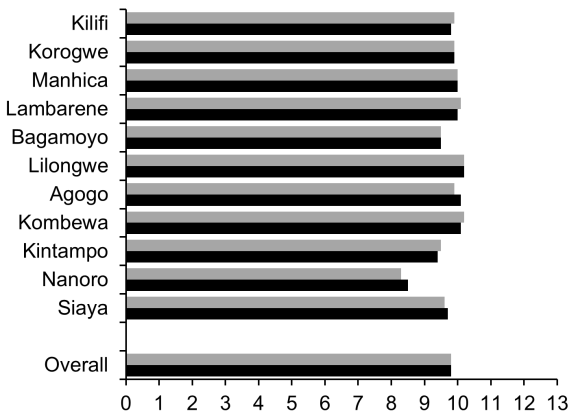 Kilifi
Korogwe
Manhica
Lambarene
Bagamoyo
Lilongwe
Agogo
Kombewa
Kintampo
Nanoro
Siaya
Overall
0 1 2 3 4 5 6 7 8 9 10 11 12 13